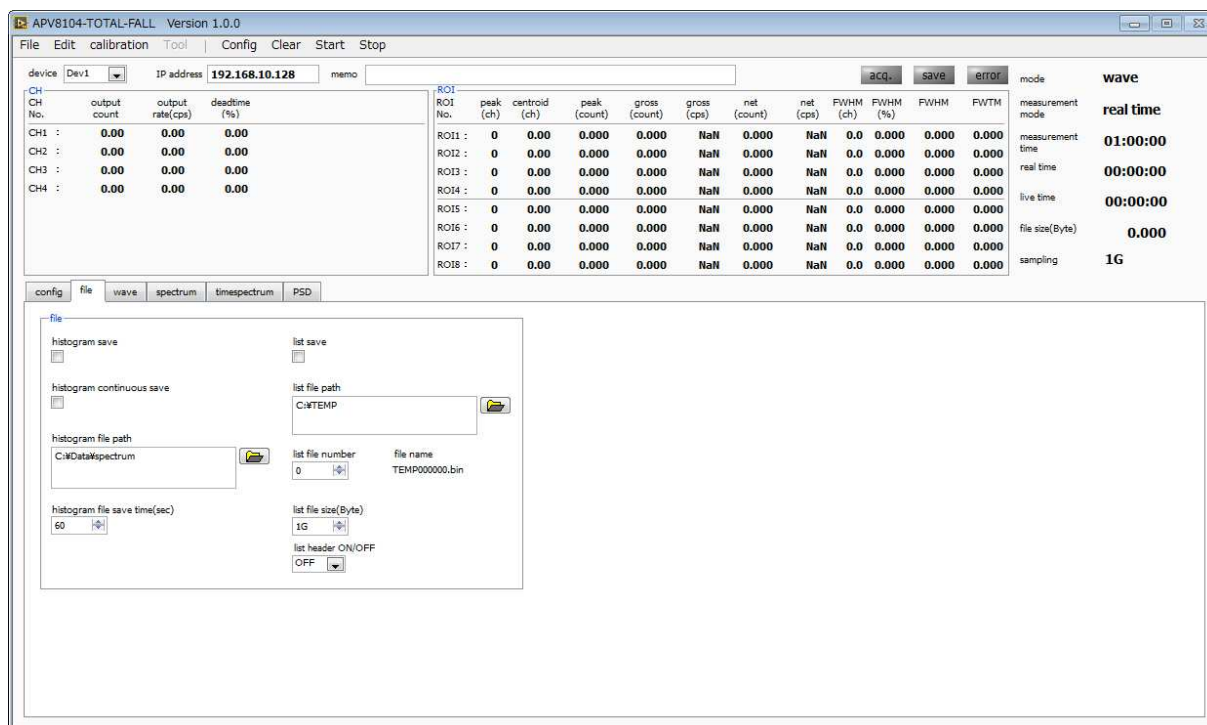 APV8104-TOTAL-FALL Version 1.0.0
File Edit calibration Tool | Config Clear Start Stop
device Dev1 IP address 192.168.10.128 memo acq. save error
mode wave
measurement mode real time
measurement time 01:00:00
real time 00:00:00
live time 00:00:00
file size(Byte) 0.000
sampling 1G
CH
CH No. output count output rate(cps) deadtime (%)
CH1 : 0.00 0.00 0.00
CH2 : 0.00 0.00 0.00
CH3 : 0.00 0.00 0.00
CH4 : 0.00 0.00 0.00
ROI
ROI No. peak (ch) centroid (ch) peak (count) gross (count) gross (cps) net (count) net (cps) FWHM (ch) FWHM (%) FWHM FWTM
ROI1 : 0 0.00 0.000 0.000 NaN 0.000 NaN 0.0 0.000 0.000 0.000
ROI2 : 0 0.00 0.000 0.000 NaN 0.000 NaN 0.0 0.000 0.000 0.000
ROI3 : 0 0.00 0.000 0.000 NaN 0.000 NaN 0.0 0.000 0.000 0.000
ROI4 : 0 0.00 0.000 0.000 NaN 0.000 NaN 0.0 0.000 0.000 0.000
ROI5 : 0 0.00 0.000 0.000 NaN 0.000 NaN 0.0 0.000 0.000 0.000
ROI6 : 0 0.00 0.000 0.000 NaN 0.000 NaN 0.0 0.000 0.000 0.000
ROI7 : 0 0.00 0.000 0.000 NaN 0.000 NaN 0.0 0.000 0.000 0.000
ROI8 : 0 0.00 0.000 0.000 NaN 0.000 NaN 0.0 0.000 0.000 0.000
config file wave spectrum timespectrum PSD
file
histogram save
histogram continuous save
histogram file path
C:¥Data¥spectrum
histogram file save time(sec)
60
list save
list file path
C:¥TEMP
list file number file name
0 TEMP000000.bin
list file size(Byte)
1G
list header ON/OFF
OFF